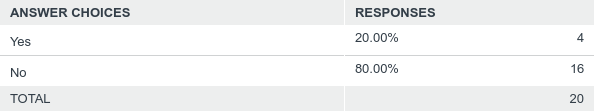 ANSWER CHOICES RESPONSES
Yes 20.00% 4
No 80.00% 16
TOTAL 20